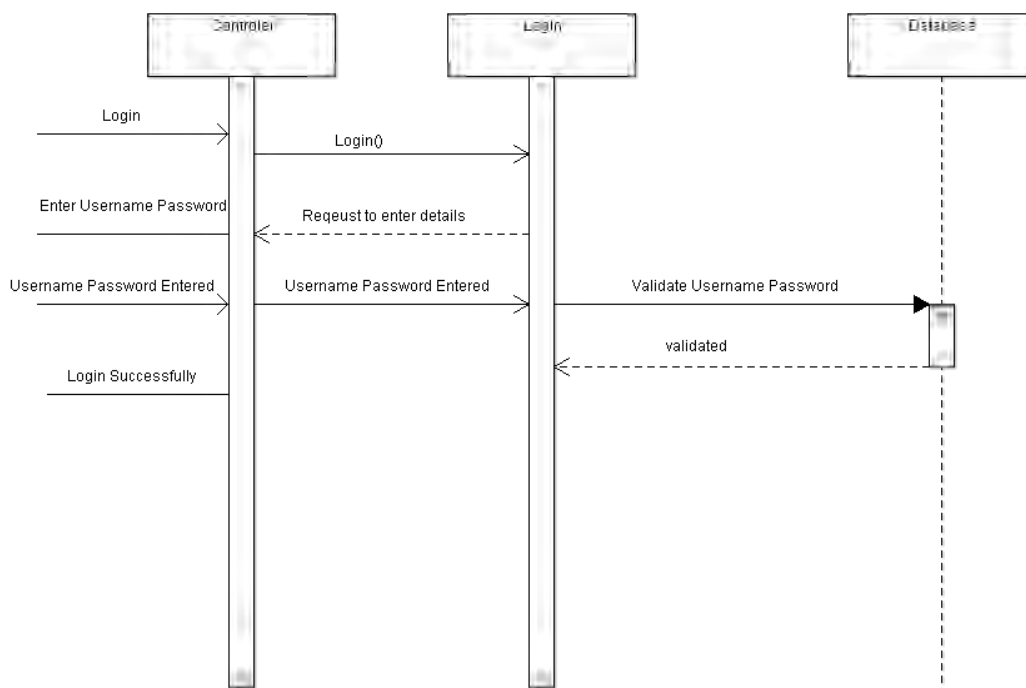 Controler
Login
Database
Login
Login()
Enter Username Password
Reqeust to enter details
Username Password Entered
Username Password Entered
Validate Username Password
validated
Login Successfully